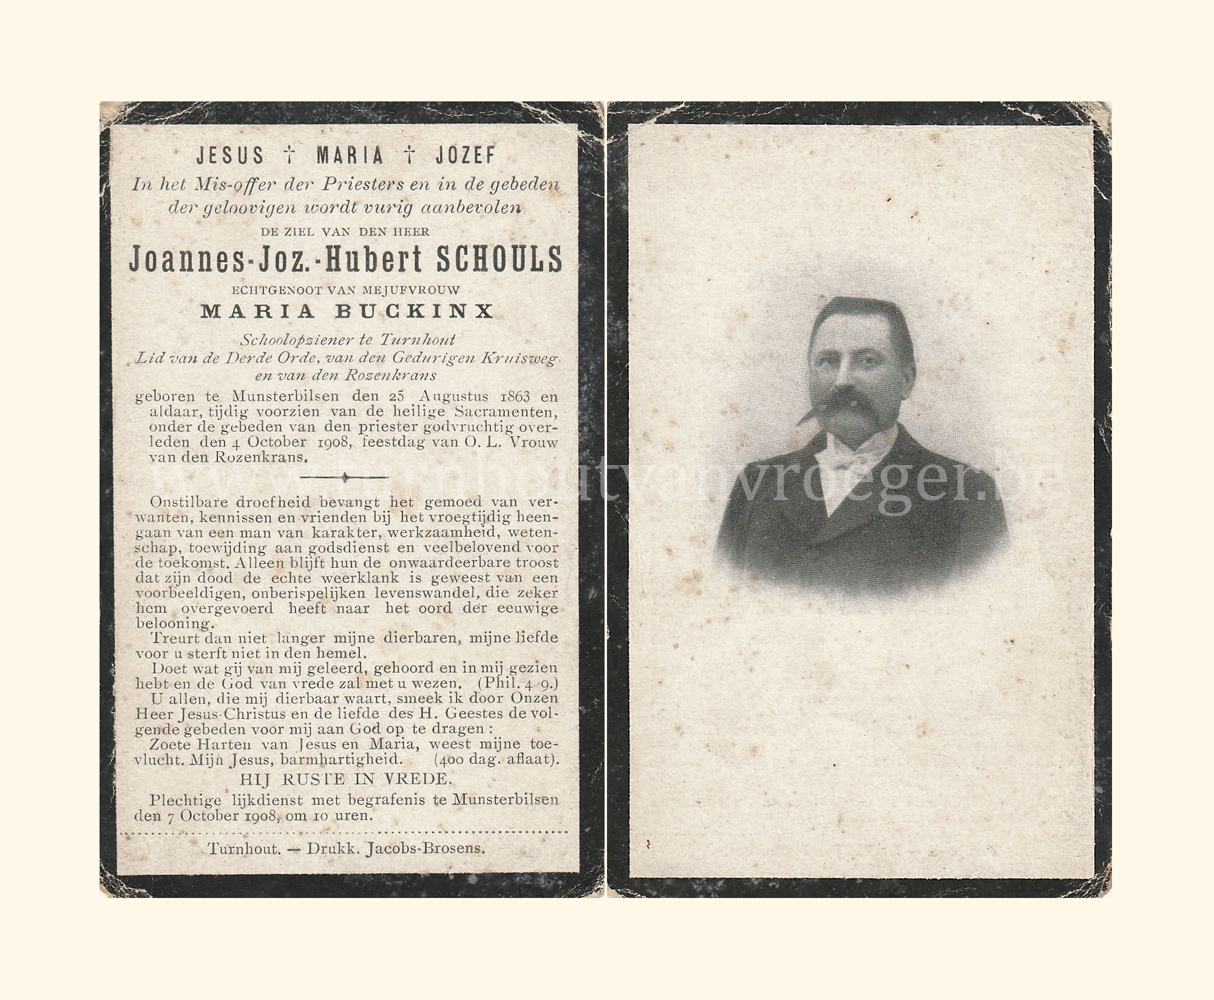 JESUS † MARIA † JOZEF
In het Mis-offer der Priesters en in de gebeden
der geloovigen wordt vurig aanbevolen
DE ZIEL VAN DEN HEER
Joannes-Joz.-Hubert SCHOULS
ECHTGENOOT VAN MEJUFVROUW
MARIA BUCKINX
Schoolopziener te Turnhout
Lid van de Derde Orde, van den Gedurigen Kruisweg
en van den Rozenkrans
geboren te Munsterbilsen den 25 Augustus 1863 en
aldaar, tijdig voorzien van de heilige Sacramenten,
onder de gebeden van den priester godvruchtig over-
leden den 4 October 1908, feestdag van O. L. Vrouw
van den Rozenkrans.
www.turnhoutvanvroeger.be
Onstilbare droefheid bevangt het gemoed van ver-
wanten, kennissen en vrienden bij het vroegtijdig heen-
gaan van een man van karakter, werkzaamheid, weten-
schap, toewijding aan godsdienst en veelbelovend voor
de toekomst. Alleen blijft hun de onwaardeerbare troost
dat zijn dood de echte weerklank is geweest van een
voorbeeldigen, onberispelijken levenswandel, die zeker
hem overgevoerd heeft naar het oord der eeuwige
belooning.
Treurt dan niet langer mijne dierbaren, mijne liefde
voor u sterft niet in den hemel.
Doet wat gij van mij geleerd, gehoord en in mij gezien
hebt en de God van vrede zal met u wezen. (Phil. 4 9.)
U allen, die mij dierbaar waart, smeek ik door Onzen
Heer Jesus-Christus en de liefde des H. Geestes de vol-
gende gebeden voor mij aan God op te dragen :
Zoete Harten van Jesus en Maria, weest mijne toe-
vlucht. Mijn Jesus, barmhartigheid. (400 dag. aflaat).
HIJ RUSTE IN VREDE.
Plechtige lijkdienst met begrafenis te Munsterbilsen
den 7 October 1908, om 10 uren.
Turnhout. — Drukk. Jacobs-Brosens.